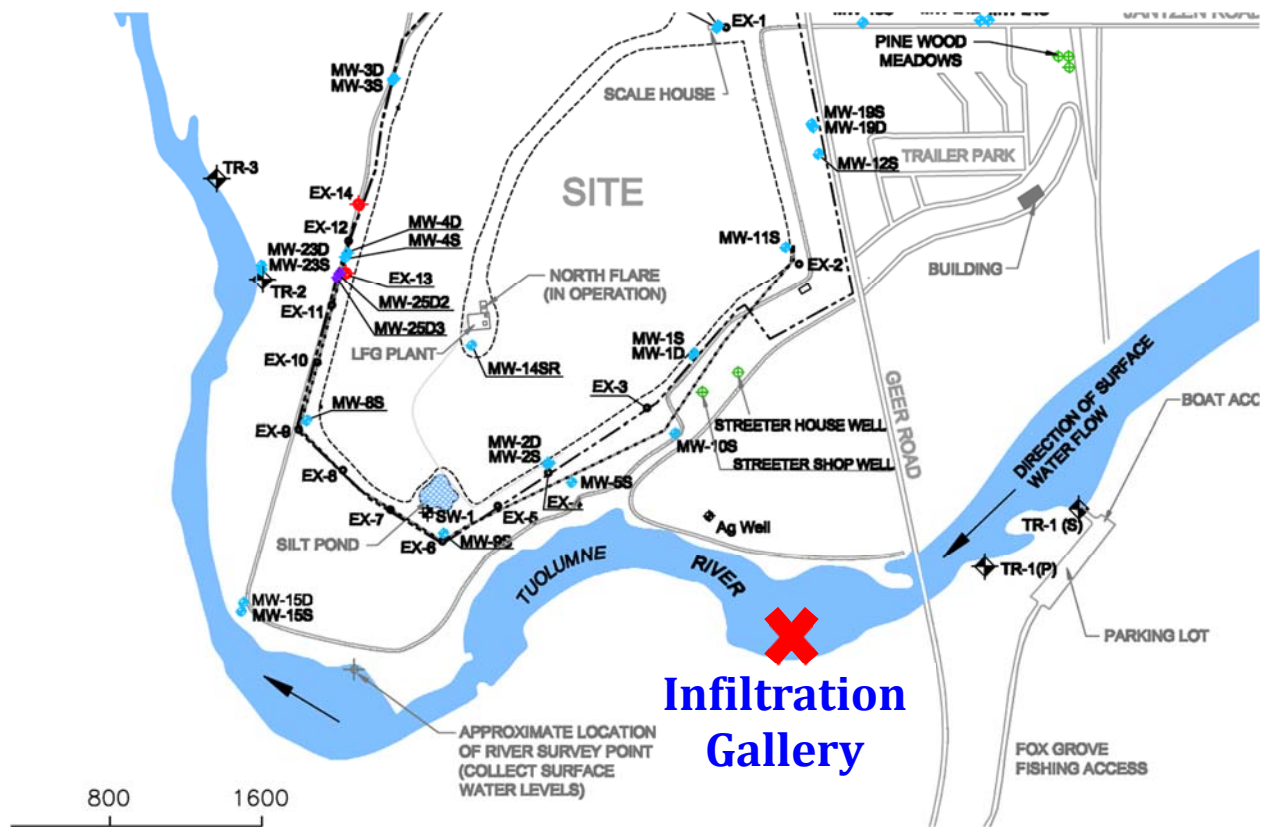 EX-1
JANTZEN ROAD
PINE WOOD
MEADOWS
MW-3D
MW-3S
SCALE HOUSE
MW-19S
MW-19D
TRAILER PARK
MW-12S
TR-3
SITE
EX-14
EX-12
MW-4D
MW-4S
MW-11S
EX-2
MW-23D
MW-23S
TR-2
EX-13
NORTH FLARE
(IN OPERATION)
BUILDING
MW-25D2
EX-11
MW-25D3
LFG PLANT
MW-1S
MW-1D
EX-10
MW-14SR
EX-3
DIRECTION OF SURFACE
WATER FLOW
BOAT ACC
GEER ROAD
MW-8S
EX-9
STREETER HOUSE WELL
MW-10S
STREETER SHOP WELL
MW-2D
MW-2S
EX-8
MW-5S
EX-4
EX-7
SW-1
EX-5
Ag Well
TR-1 (S)
SILT POND
EX-6
MW-9S
TUOLUMNE
RIVER
TR-1(P)
MW-15D
MW-15S
PARKING LOT
Infiltration
Gallery
APPROXIMATE LOCATION
OF RIVER SURVEY POINT
(COLLECT SURFACE
WATER LEVELS)
FOX GROVE
FISHING ACCESS
800
1600